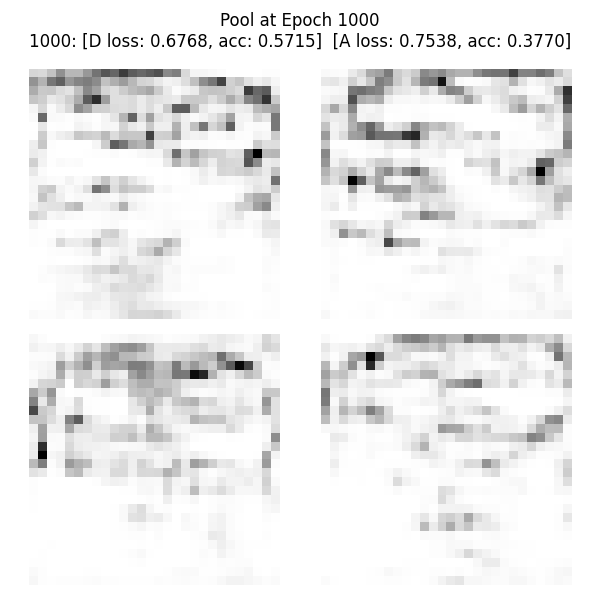 Pool at Epoch 1000
1000: [D loss: 0.6768, acc: 0.5715]  [A loss: 0.7538, acc: 0.3770]